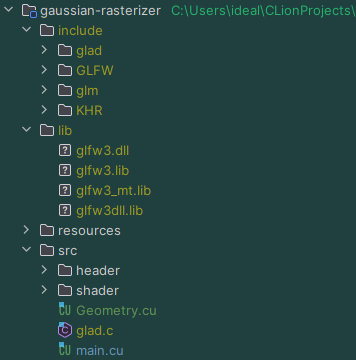 gaussian-rasterizer C:\Users\ideal\CLionProjects\
include
glad
GLFW
glm
KHR
lib
glfw3.dll
glfw3.lib
glfw3_mt.lib
glfw3dll.lib
resources
src
header
shader
Geometry.cu
glad.c
main.cu